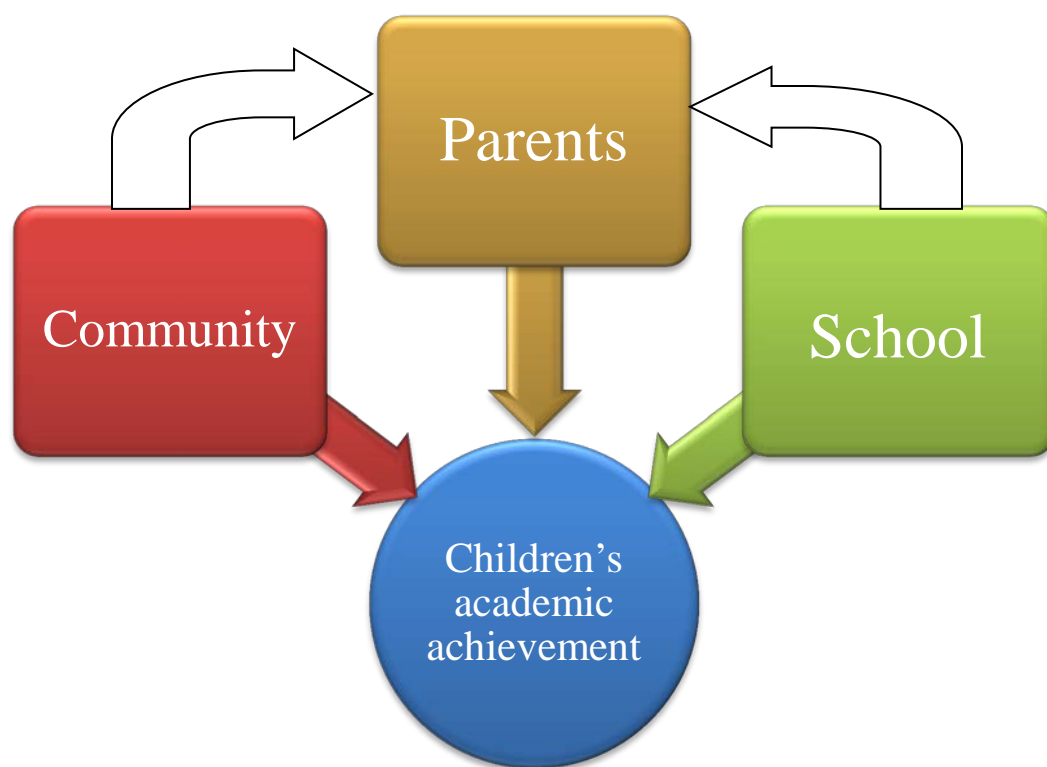 Parents
Community
School
Children’s
academic
achievement